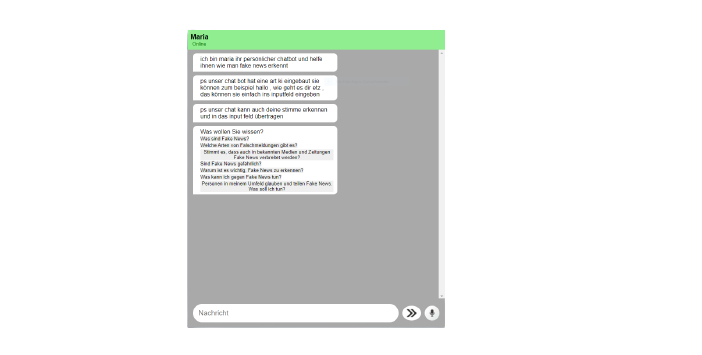 Maria
Online
ich bin maria ihr persönlicher chatbot und helfe
ihnen wie man fake news erkennt
ps unser chat bot hat eine art ki eingebaut sie
können zum beispiel hallo , wie geht es dir etz ,
das können sie einfach ins inputfeld eingeben
ps unser chat kann auch deine stimme erkennen
und in das input feld übertragen
Was wollen Sie wissen?
Was sind Fake News?
Welche Arten von Falschmeldungen gibt es?
Stimmt es, dass auch in bekannten Medien und Zeitungen
Fake News verbreitet werden?
Sind Fake News gefährlich?
Warum ist es wichtig, Fake News zu erkennen?
Was kann ich gegen Fake News tun?
Personen in meinem Umfeld glauben und teilen Fake News.
Was soll ich tun?
Nachricht